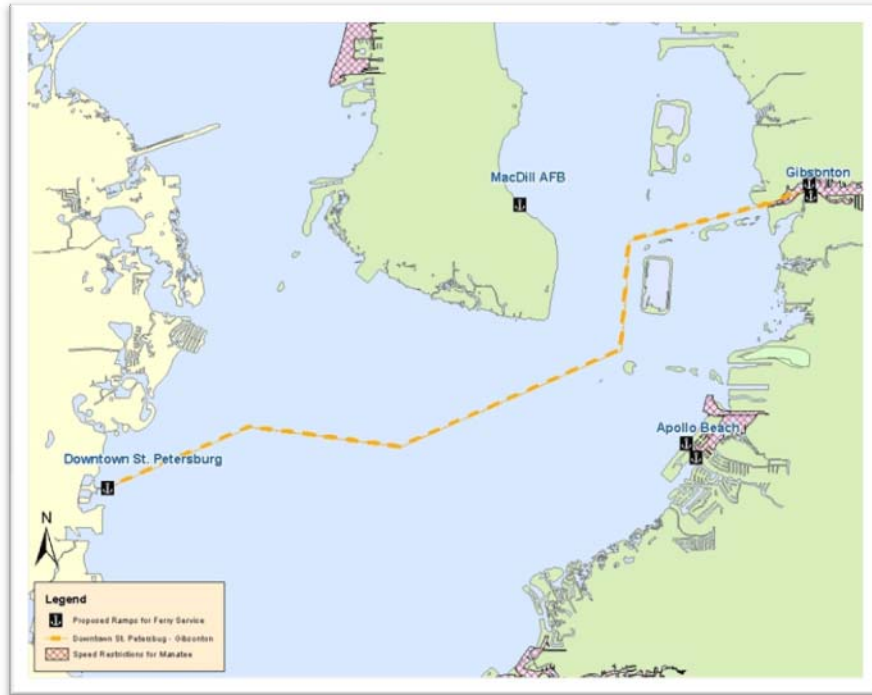 MacDill AFB
Gibsonton
Apollo Beach
Downtown St. Petersburg
N
Legend
Proposed Ramps for Ferry Service
Downtown St. Petersbug - Gibsonton
Speed Restrictions for Manatee